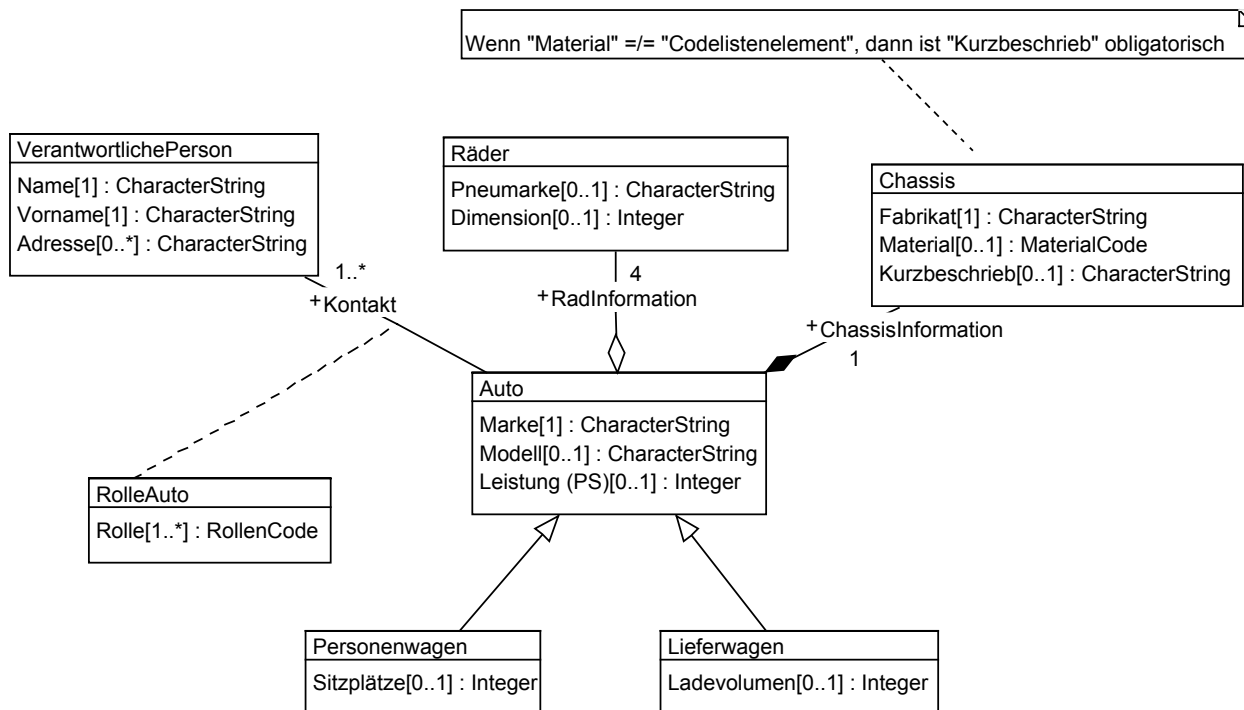 Wenn "Material" =/= "Codelistenelement", dann ist "Kurzbeschrieb" obligatorisch
VerantwortlichePerson
Name[1] : CharacterString
Vorname[1] : CharacterString
Adresse[0..*] : CharacterString
Räder
Pneumarke[0..1] : CharacterString
Dimension[0..1] : Integer
Chassis
Fabrikat[1] : CharacterString
Material[0..1] : MaterialCode
Kurzbeschrieb[0..1] : CharacterString
1..*
+Kontakt
4
+RadInformation
+ChassisInformation
1
Auto
Marke[1] : CharacterString
Modell[0..1] : CharacterString
Leistung (PS)[0..1] : Integer
RolleAuto
Rolle[1..*] : RollenCode
Personenwagen
Sitzplätze[0..1] : Integer
Lieferwagen
Ladevolumen[0..1] : Integer